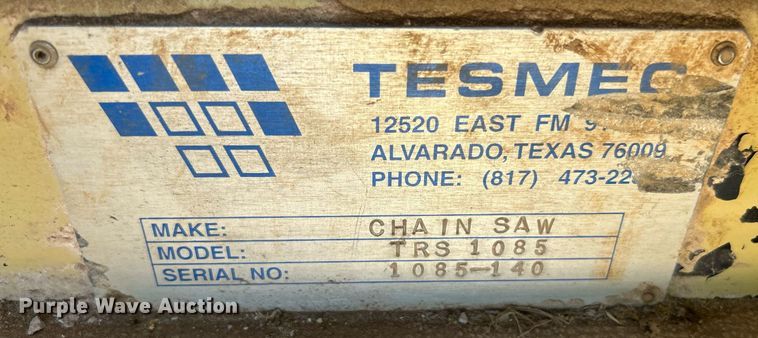 TESMEC
12520 EAST FM
ALVARADO, TEXAS 76009
PHONE: (817)
MAKE: CHAIN SAW
MODEL: TRS 1085
SERIAL NO: 1085-140
Purple Wave Auction